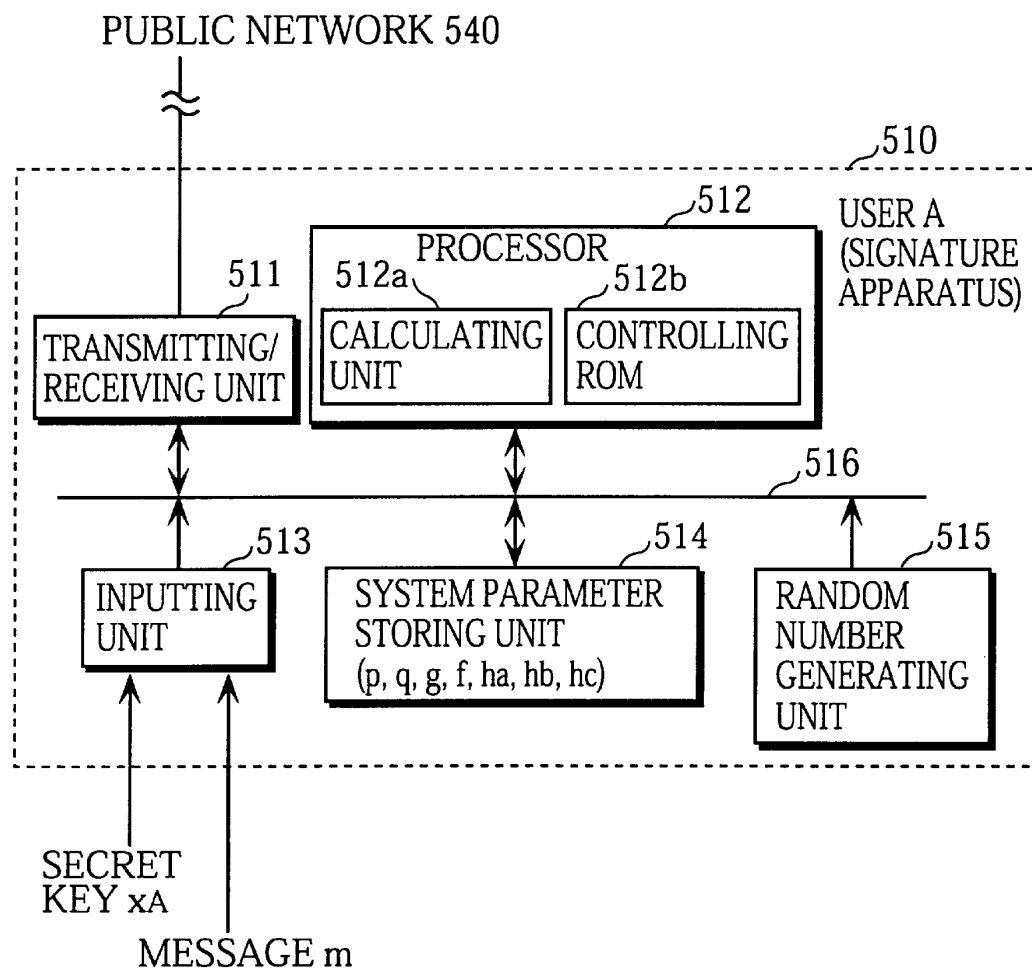 PUBLIC NETWORK 540
510
USER A
(SIGNATURE
APPARATUS)
512
PROCESSOR
512a
512b
CALCULATING
UNIT
CONTROLLING
ROM
511
TRANSMITTING/
RECEIVING UNIT
516
513
INPUTTING
UNIT
514
SYSTEM PARAMETER
STORING UNIT
(p, q, g, f, ha, hb, hc)
515
RANDOM
NUMBER
GENERATING
UNIT
SECRET
KEY xA
MESSAGE m